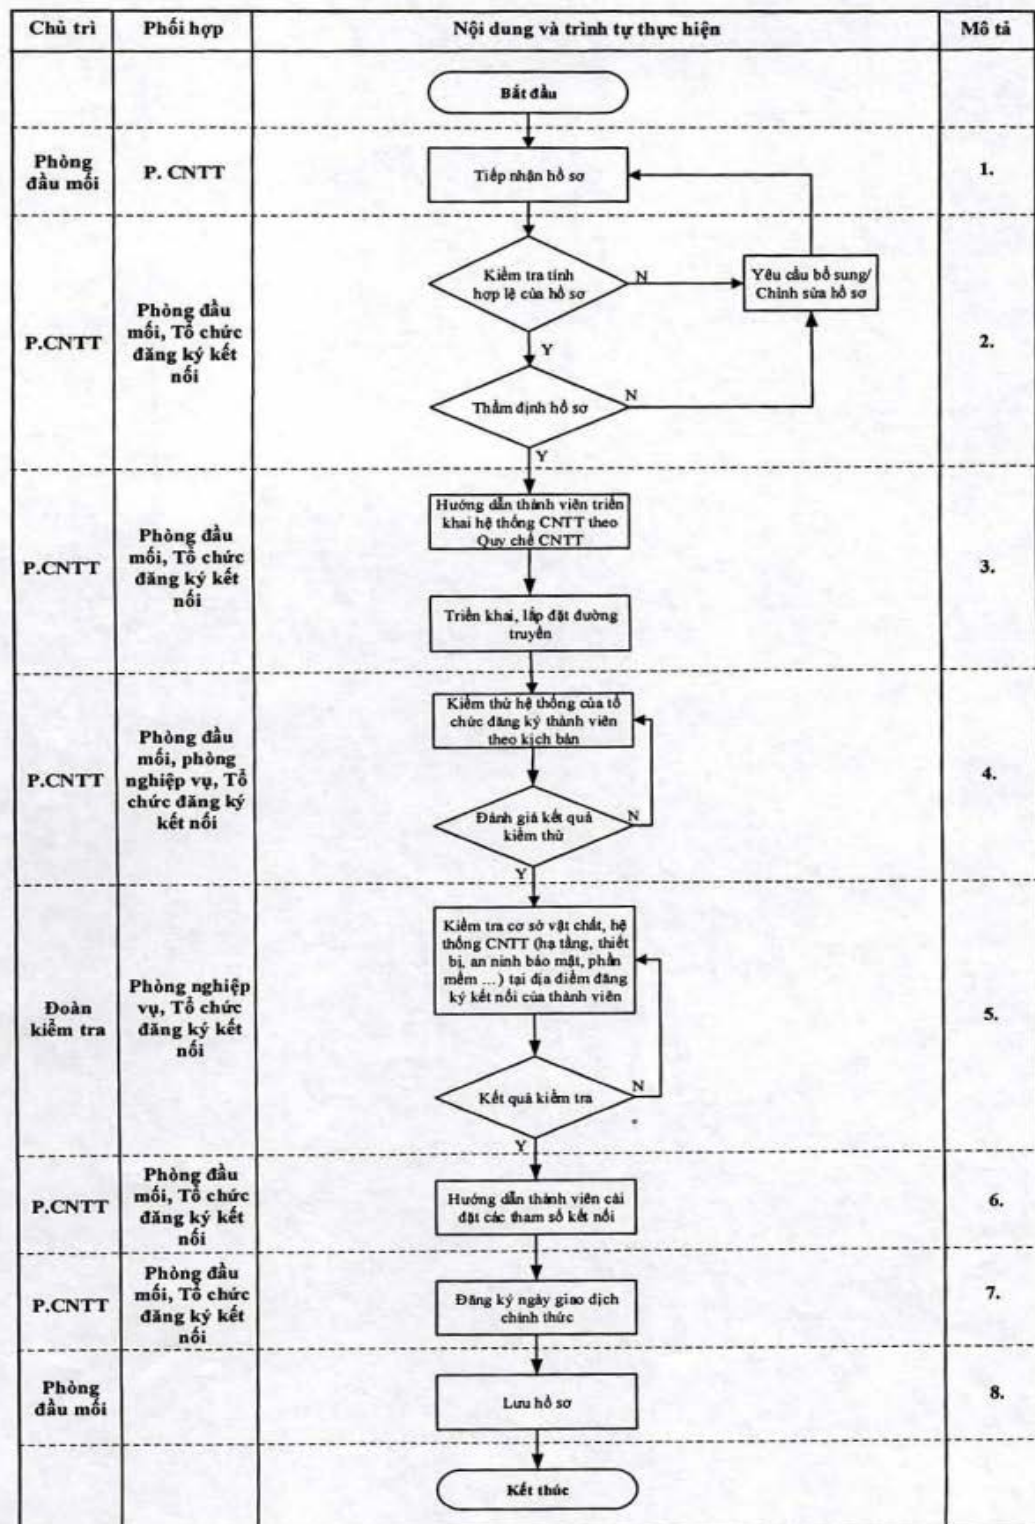 Chủ trì
Phối hợp
Nội dung và trình tự thực hiện
Mô tả
Bắt đầu
Phòng
đầu mối
P. CNTT
Tiếp nhận hồ sơ
1.
P.CNTT
Phòng đầu
mối, Tổ chức
đăng ký kết
nối
Kiểm tra tính
hợp lệ của hồ sơ
N
Yêu cầu bổ sung/
Chỉnh sửa hồ sơ
Y
Thẩm định hồ sơ
N
Y
2.
P.CNTT
Phòng đầu
mối, Tổ chức
đăng ký kết
nối
Hướng dẫn thành viên triển
khai hệ thống CNTT theo
Quy chế CNTT
Triển khai, lắp đặt đường
truyền
3.
P.CNTT
Phòng đầu
mối, phòng
nghiệp vụ, Tổ
chức đăng ký
kết nối
Kiểm thử hệ thống của tổ
chức đăng ký thành viên
theo kịch bản
Đánh giá kết quả
kiểm thử
N
Y
4.
Đoàn
kiểm tra
Phòng nghiệp
vụ, Tổ chức
đăng ký kết
nối
Kiểm tra cơ sở vật chất, hệ
thống CNTT (hạ tầng, thiết
bị, an ninh bảo mật, phần
mềm ...) tại địa điểm đăng
ký kết nối của thành viên
Kết quả kiểm tra
N
Y
5.
P.CNTT
Phòng đầu
mối, Tổ chức
đăng ký kết
nối
Hướng dẫn thành viên cài
đặt các tham số kết nối
6.
P.CNTT
Phòng đầu
mối, Tổ chức
đăng ký kết
nối
Đăng ký ngày giao dịch
chính thức
7.
Phòng
đầu mối
Lưu hồ sơ
8.
Kết thúc